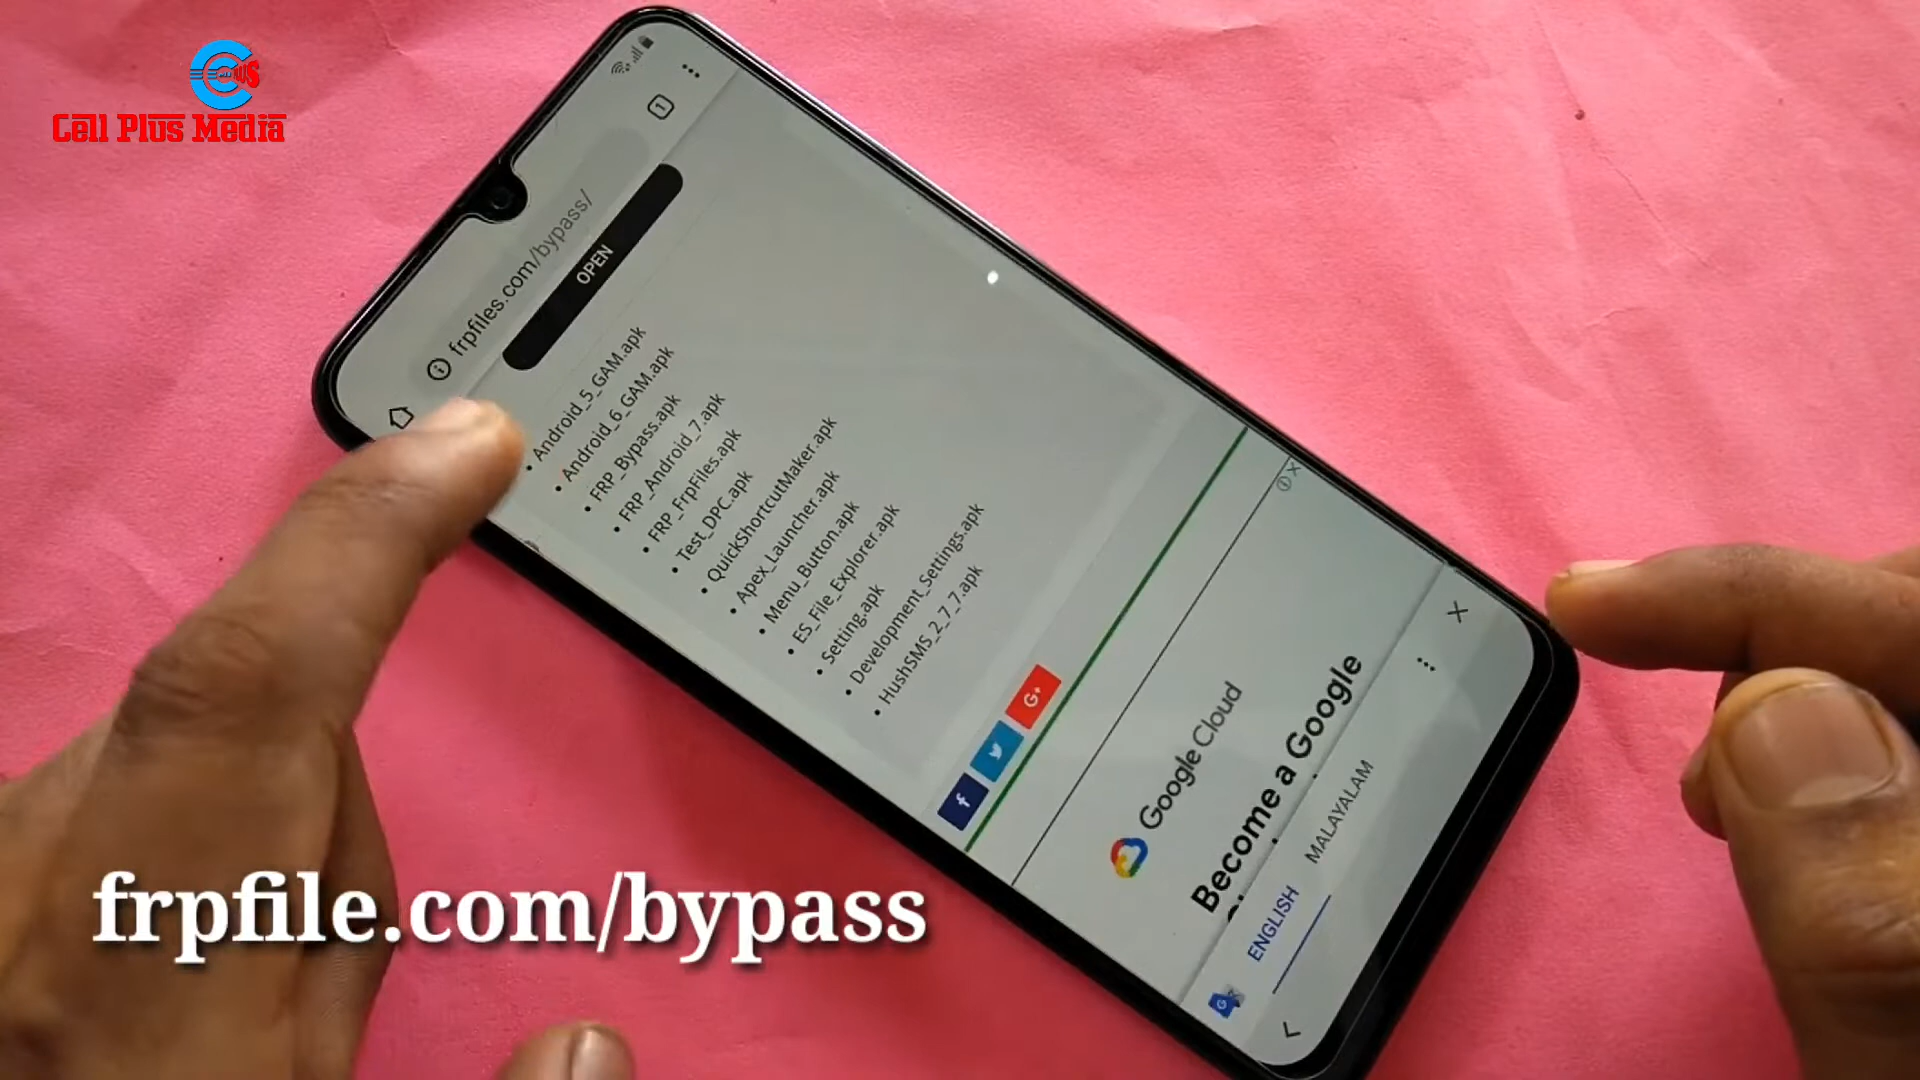 Cell Plus Media
1
frpfiles.com/bypass/
OPEN
• Android_5_GAM.apk
• Android_6_GAM.apk
• FRP_Bypass.apk
• FRP_Android_7.apk
• FRP_FrpFiles.apk
• Test_DPC.apk
• QuickShortcutMaker.apk
• Apex_Launcher.apk
• Menu_Button.apk
• ES_File_Explorer.apk
• Setting.apk
• Development_Settings.apk
• HushSMS_2_7_7.apk
f
G+
Google Cloud
Become a Google
ENGLISH MALAYALAM
frpfile.com/bypass